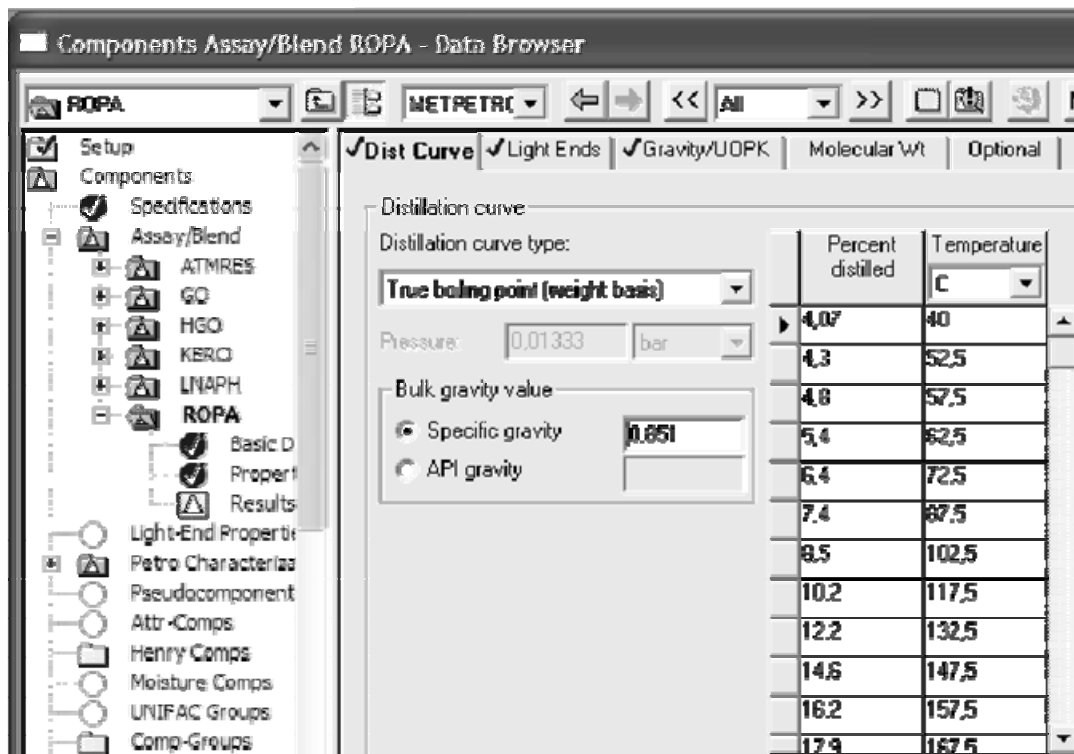 Components Assay/Blend ROPA - Data Browser
ROPA METPETRO All
Setup
Components
Specifications
Assay/Blend
ATMRES
GO
HGO
KERO
LNAPH
ROPA
Basic D
Propert
Results
Light-End Properti
Petro Characteriza
Pseudocomponent
Attr-Comps
Henry Comps
Moisture Comps
UNIFAC Groups
Comp-Groups
Dist Curve Light Ends Gravity/UOPK Molecular Wt Optional
Distillation curve
Distillation curve type:
True boiling point (weight basis)
Pressure: 0,01333 bar
Bulk gravity value
Specific gravity 0.851
API gravity
Percent distilled Temperature
C
4,07 40
4,3 52,5
4,8 57,5
5,4 62,5
6,4 72,5
7,4 87,5
8,5 102,5
10,2 117,5
12,2 132,5
14,6 147,5
16,2 157,5
17,9 167,5